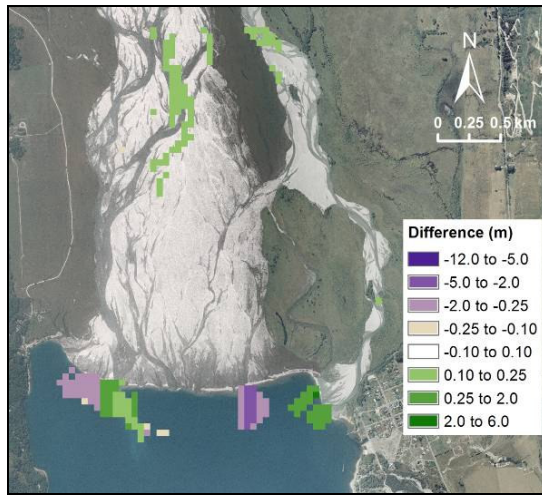 N
0 0.25 0.5 km
Difference (m)
-12.0 to -5.0
-5.0 to -2.0
-2.0 to -0.25
-0.25 to -0.10
-0.10 to 0.10
0.10 to 0.25
0.25 to 2.0
2.0 to 6.0